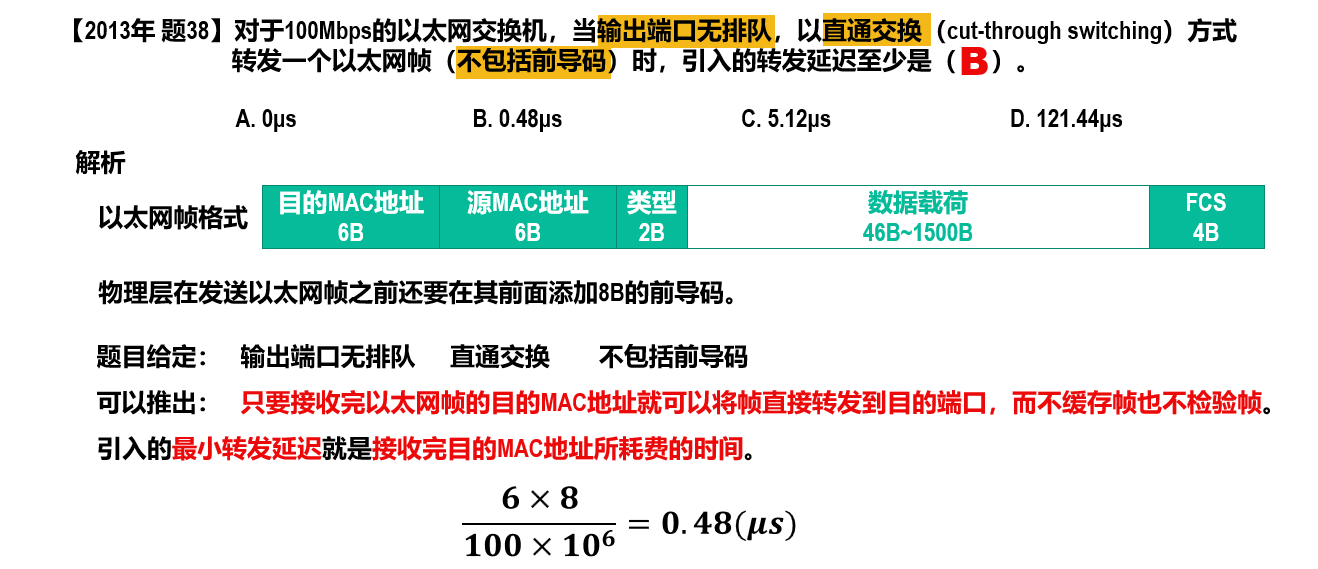 【2013年 题38】对于100Mbps的以太网交换机，当输出端口无排队，以直通交换（cut-through switching）方式
转发一个以太网帧（不包括前导码）时，引入的转发延迟至少是（B）。
A. 0μs B. 0.48μs C. 5.12μs D. 121.44μs
解析
以太网帧格式
目的MAC地址 源MAC地址 类型 数据载荷 FCS
6B 6B 2B 46B~1500B 4B
物理层在发送以太网帧之前还要在其前面添加8B的前导码。
题目给定： 输出端口无排队 直通交换 不包括前导码
可以推出： 只要接收完以太网帧的目的MAC地址就可以将帧直接转发到目的端口，而不缓存帧也不检验帧。
引入的最小转发延迟就是接收完目的MAC地址所耗费的时间。
6 × 8
100 × 10⁶
= 0.48(μs)